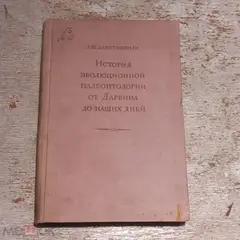 Л.Ш. ДАВИТАШВИЛИ
ИСТОРИЯ
ЭВОЛЮЦИОННОЙ
ПАЛЕОНТОЛОГИИ
ОТ ДАРВИНА
ДО НАШИХ ДНЕЙ